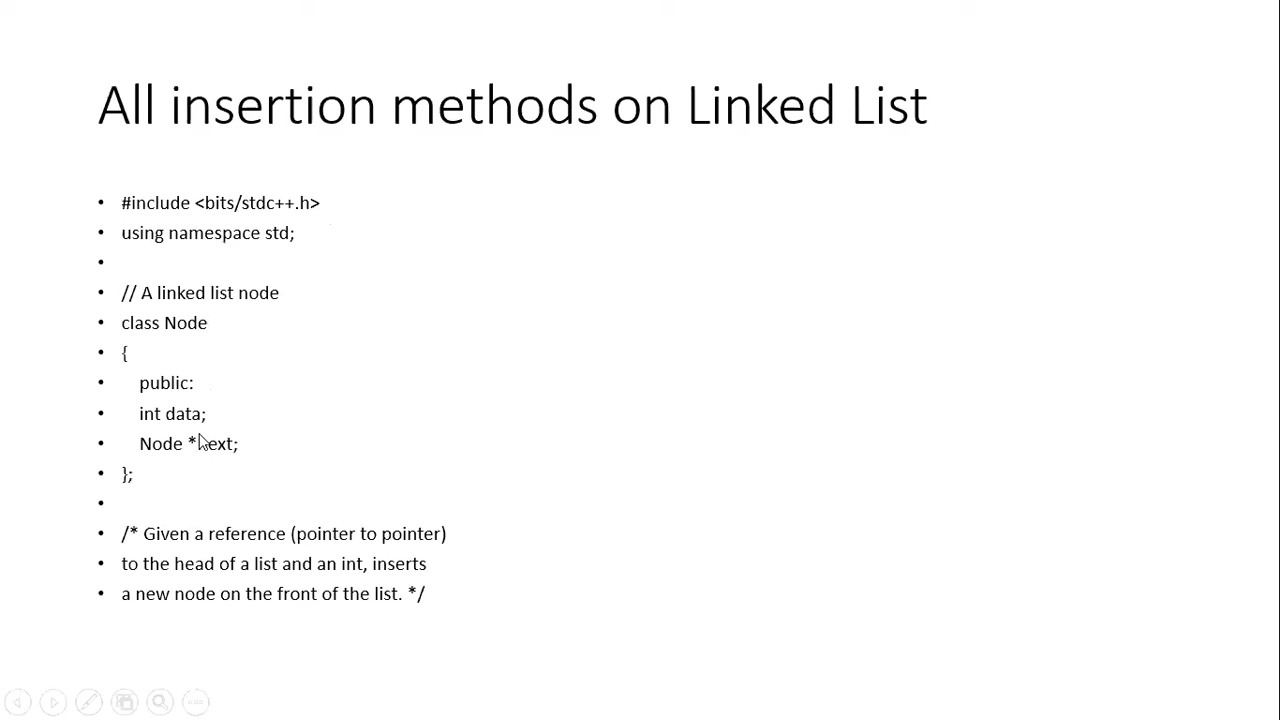 All insertion methods on Linked List
• #include <bits/stdc++.h>
• using namespace std;
•
• // A linked list node
• class Node
• {
• public:
• int data;
• Node * ext;
• };
•
• /* Given a reference (pointer to pointer)
• to the head of a list and an int, inserts
• a new node on the front of the list. */